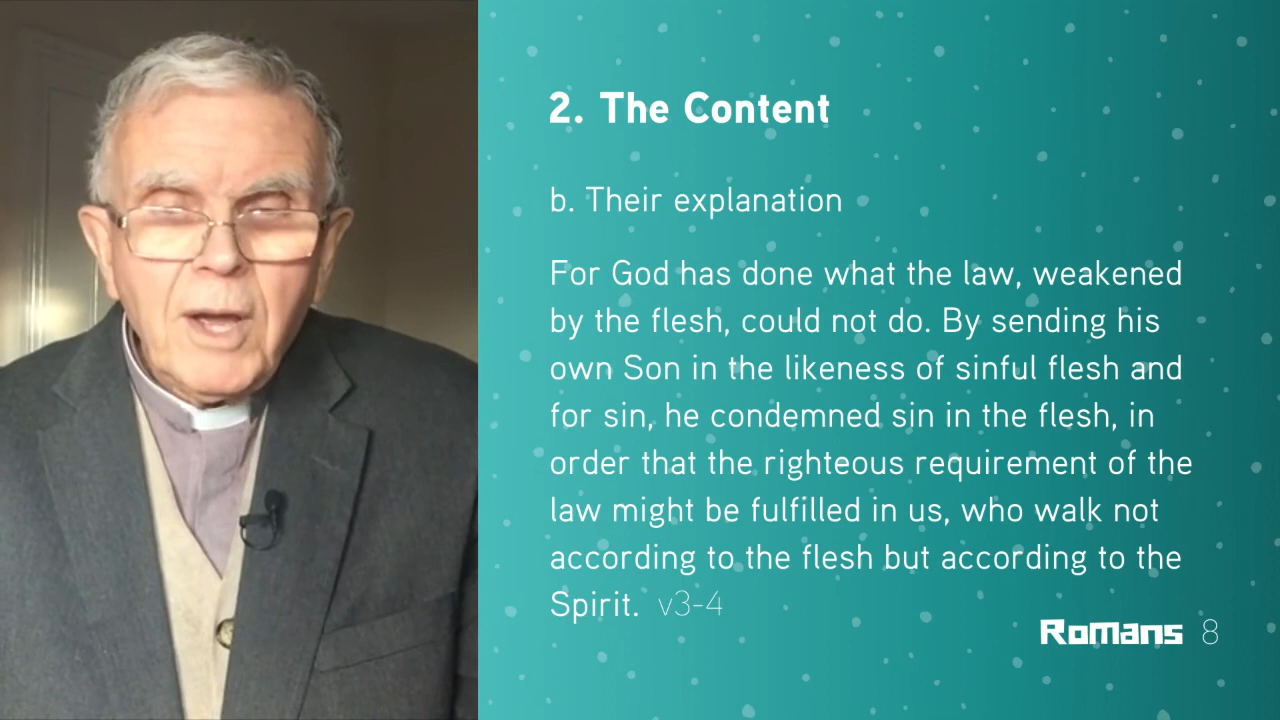 2. The Content
b. Their explanation
For God has done what the law, weakened
by the flesh, could not do. By sending his
own Son in the likeness of sinful flesh and
for sin, he condemned sin in the flesh, in
order that the righteous requirement of the
law might be fulfilled in us, who walk not
according to the flesh but according to the
Spirit. v3-4
Romans 8